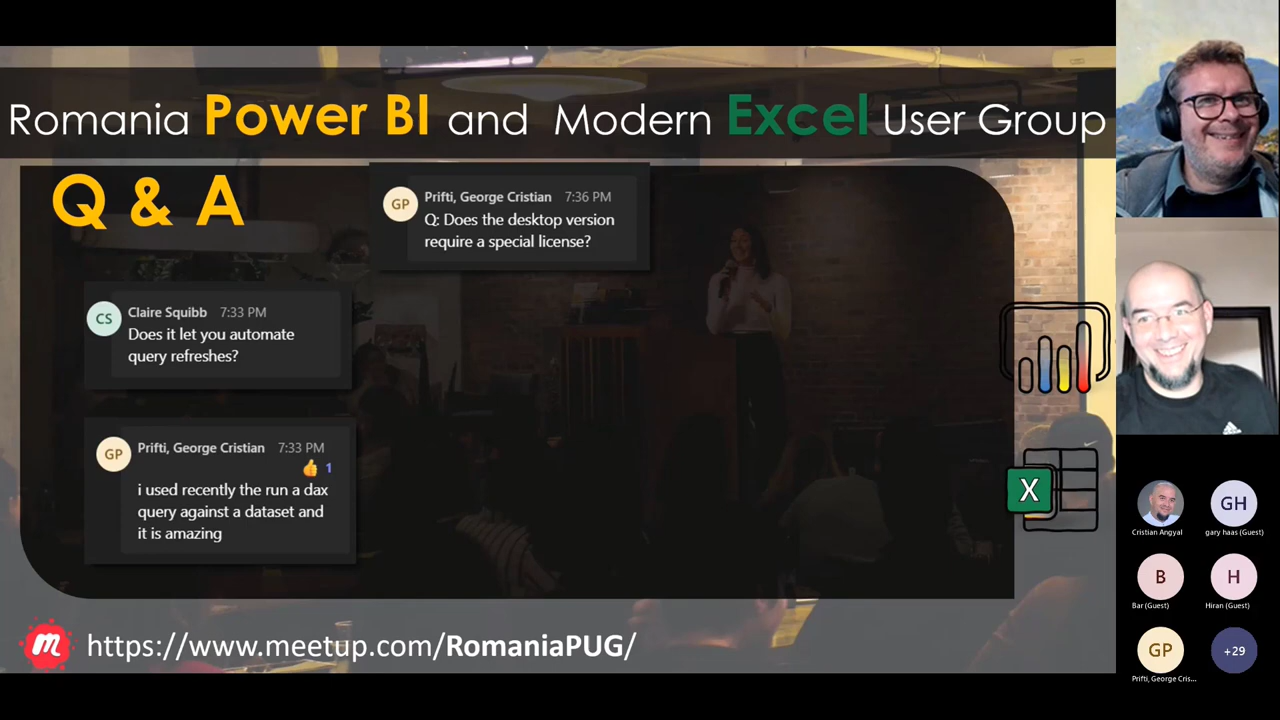 Romania Power BI and Modern Excel User Group
Q & A
GP
Prifti, George Cristian 7:36 PM
Q: Does the desktop version
require a special license?
CS
Claire Squibb 7:33 PM
Does it let you automate
query refreshes?
GP
Prifti, George Cristian 7:33 PM
👍 1
i used recently the run a dax
query against a dataset and
it is amazing
X
m
https://www.meetup.com/RomaniaPUG/
GH
Cristian Angyal
gary haas (Guest)
B
H
Bar (Guest)
Hiran (Guest)
GP
+29
Prifti, George Cris...